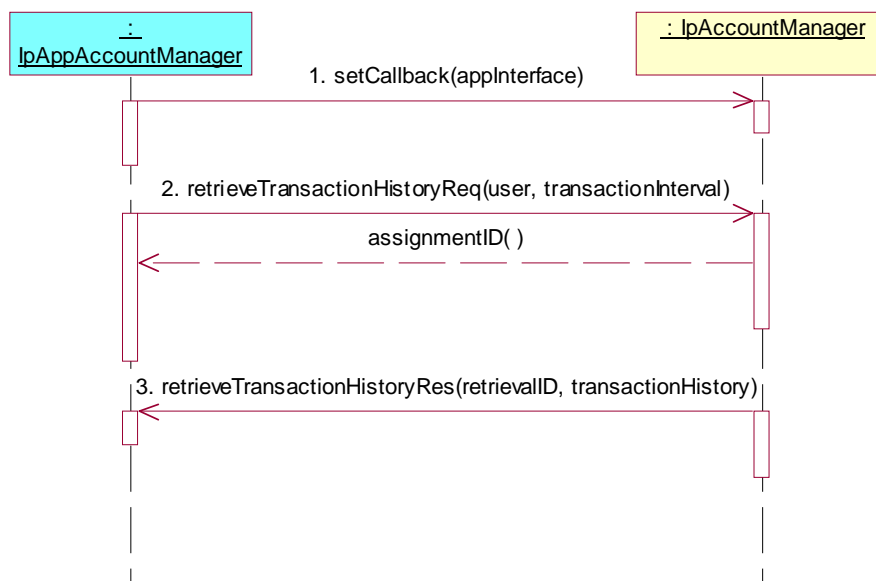 :
IpAppAccountManager
: IpAccountManager
1. setCallback(appInterface)
2. retrieveTransactionHistoryReq(user, transactionInterval)
assignmentID( )
3. retrieveTransactionHistoryRes(retrievalID, transactionHistory)